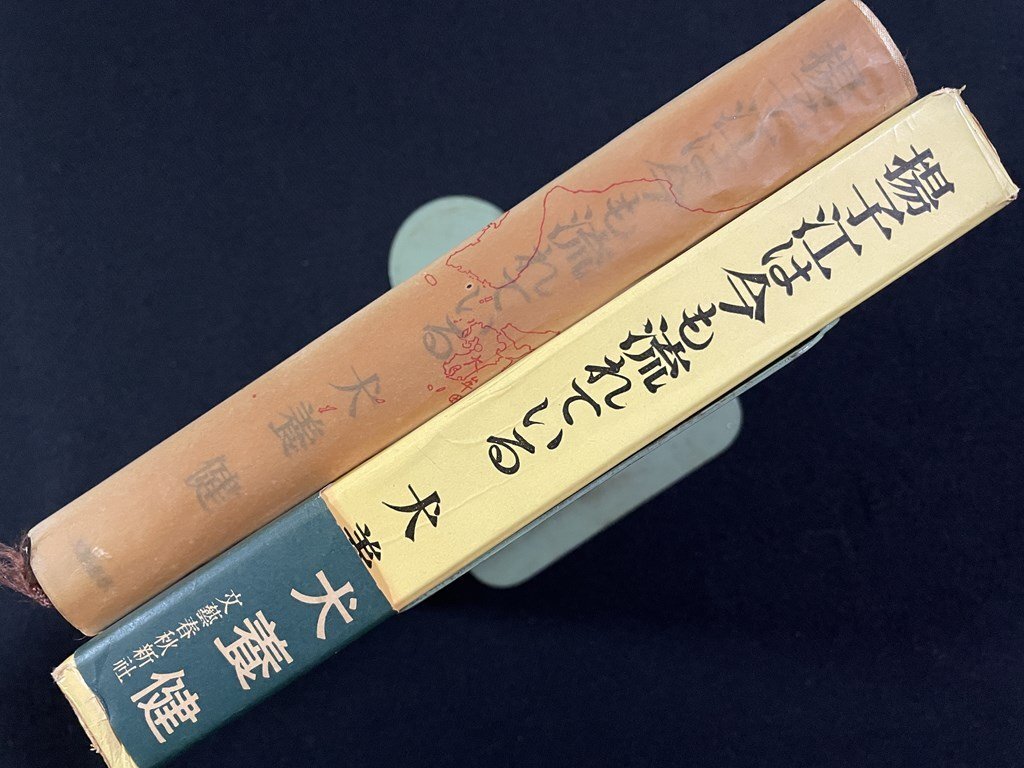 揚子江は今も流れている
犬養健
揚子江は今も流れている
犬養
犬養健
文藝春秋新社